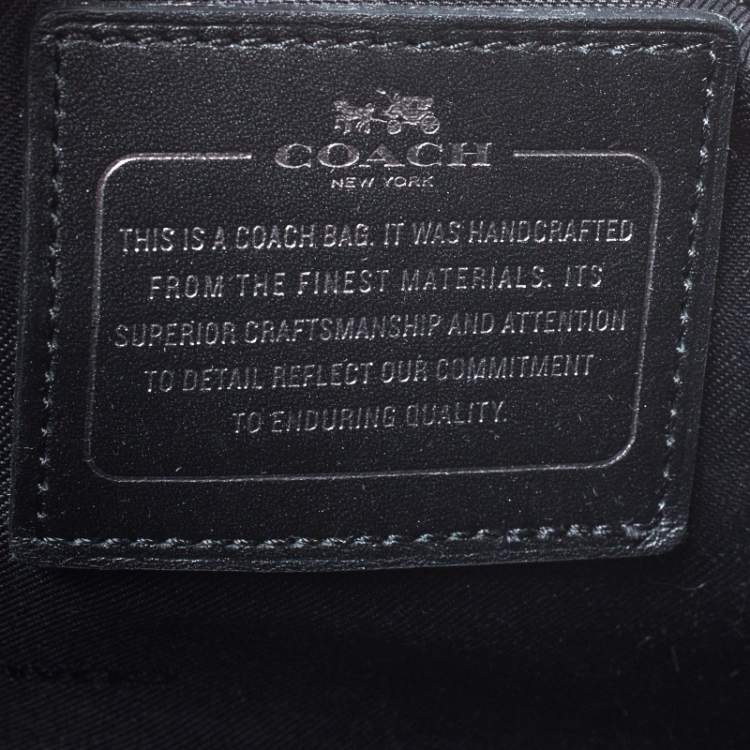 COACH
NEW YORK
THIS IS A COACH BAG. IT WAS HANDCRAFTED
FROM THE FINEST MATERIALS. ITS
SUPERIOR CRAFTSMANSHIP AND ATTENTION
TO DETAIL REFLECT OUR COMMITMENT
TO ENDURING QUALITY.